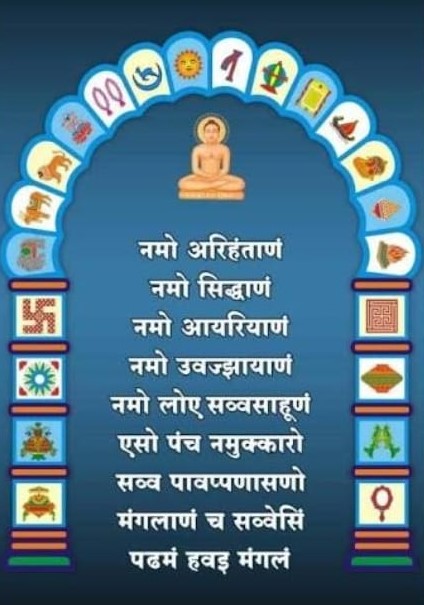 नमो अरिहंताणं
नमो सिद्धाणं
नमो आयरियाणं
नमो उवज्झायाणं
नमो लोए सव्वसाहूणं
एसो पंच नमुक्कारो
सव्व पावप्पणासणो
मंगलाणं च सव्वेसिं
पढमं हवइ मंगलं